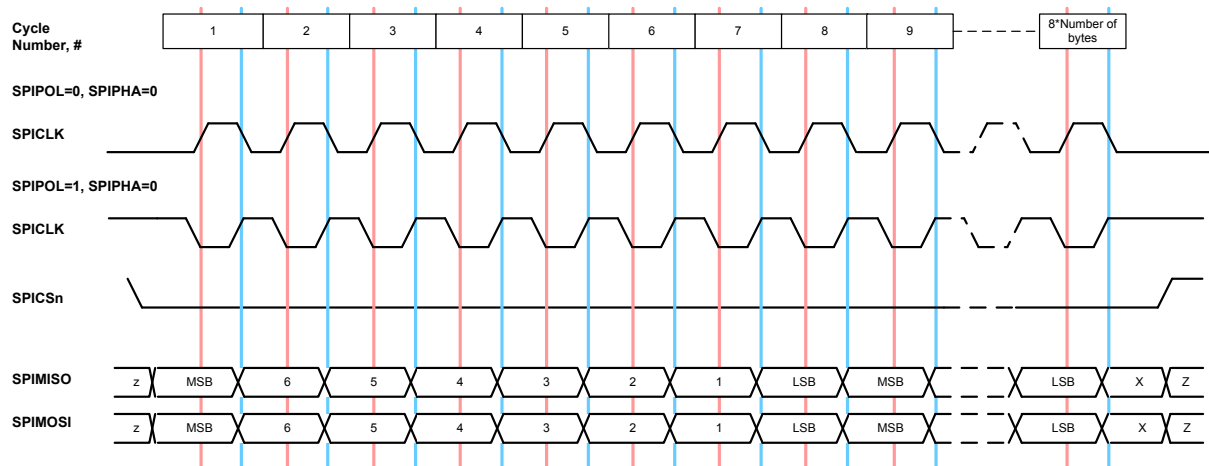 Cycle
Number, #
1 2 3 4 5 6 7 8 9
8*Number of
bytes
SPIPOL=0, SPIPHA=0
SPICLK
SPIPOL=1, SPIPHA=0
SPICLK
SPICSn
SPIMISO z MSB 6 5 4 3 2 1 LSB MSB LSB X Z
SPIMOSI z MSB 6 5 4 3 2 1 LSB MSB LSB X Z